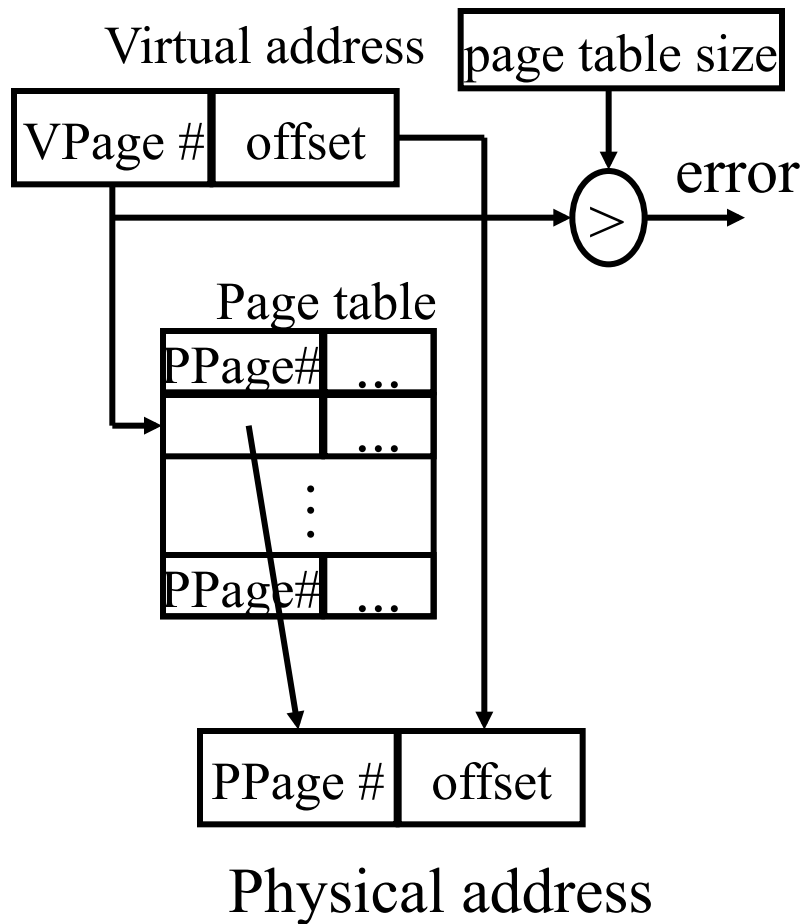 Virtual address
page table size
VPage # offset
error
>
Page table
PPage# ...
...
⋮
PPage# ...
PPage # offset
Physical address